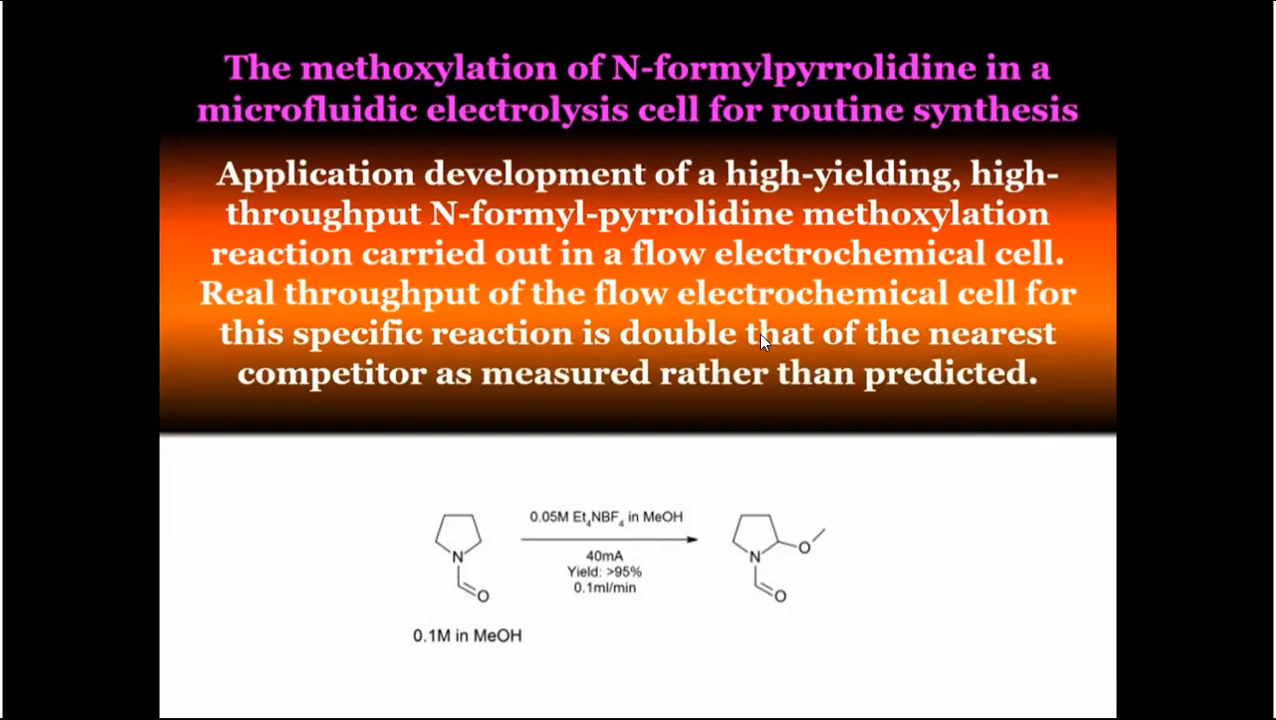 The methoxylation of N-formylpyrrolidine in a
microfluidic electrolysis cell for routine synthesis
Application development of a high-yielding, high-
throughput N-formyl-pyrrolidine methoxylation
reaction carried out in a flow electrochemical cell.
Real throughput of the flow electrochemical cell for
this specific reaction is double that of the nearest
competitor as measured rather than predicted.
0.05M Et4NBF4 in MeOH
40mA
Yield: >95%
0.1ml/min
N
O
N
O
O
0.1M in MeOH